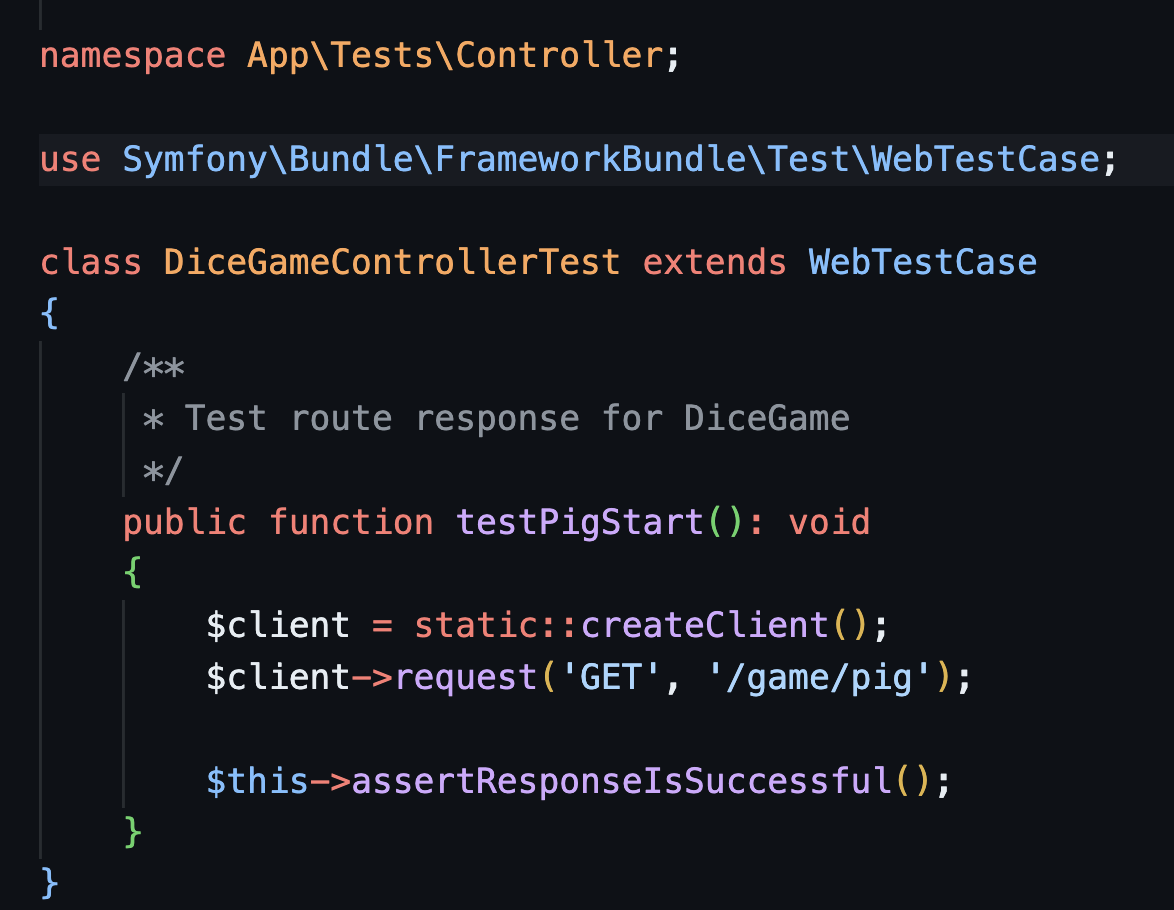 namespace App\Tests\Controller;
use Symfony\Bundle\FrameworkBundle\Test\WebTestCase;
class DiceGameControllerTest extends WebTestCase
{
    /**
     * Test route response for DiceGame
     */
    public function testPigStart(): void
    {
        $client = static::createClient();
        $client->request('GET', '/game/pig');
        $this->assertResponseIsSuccessful();
    }
}